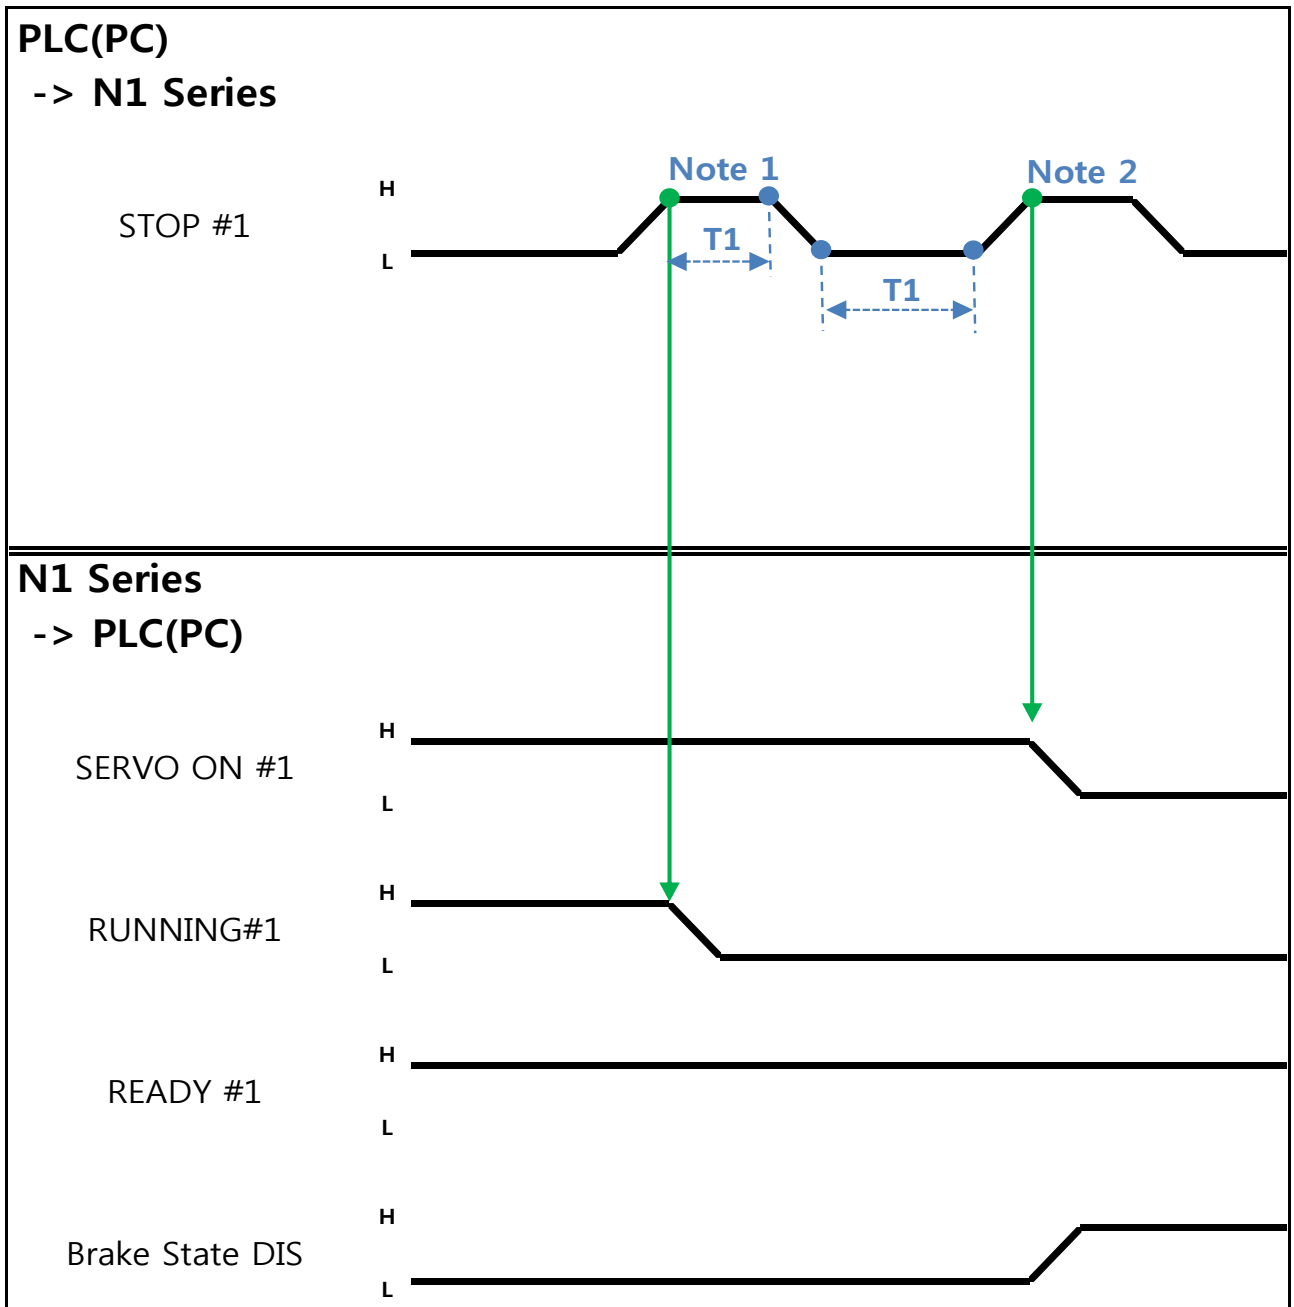 PLC(PC)
-> N1 Series
Note 1
Note 2
H
STOP #1
T1
L
T1
N1 Series
-> PLC(PC)
H
SERVO ON #1
L
H
RUNNING#1
L
H
READY #1
L
H
Brake State DIS
L